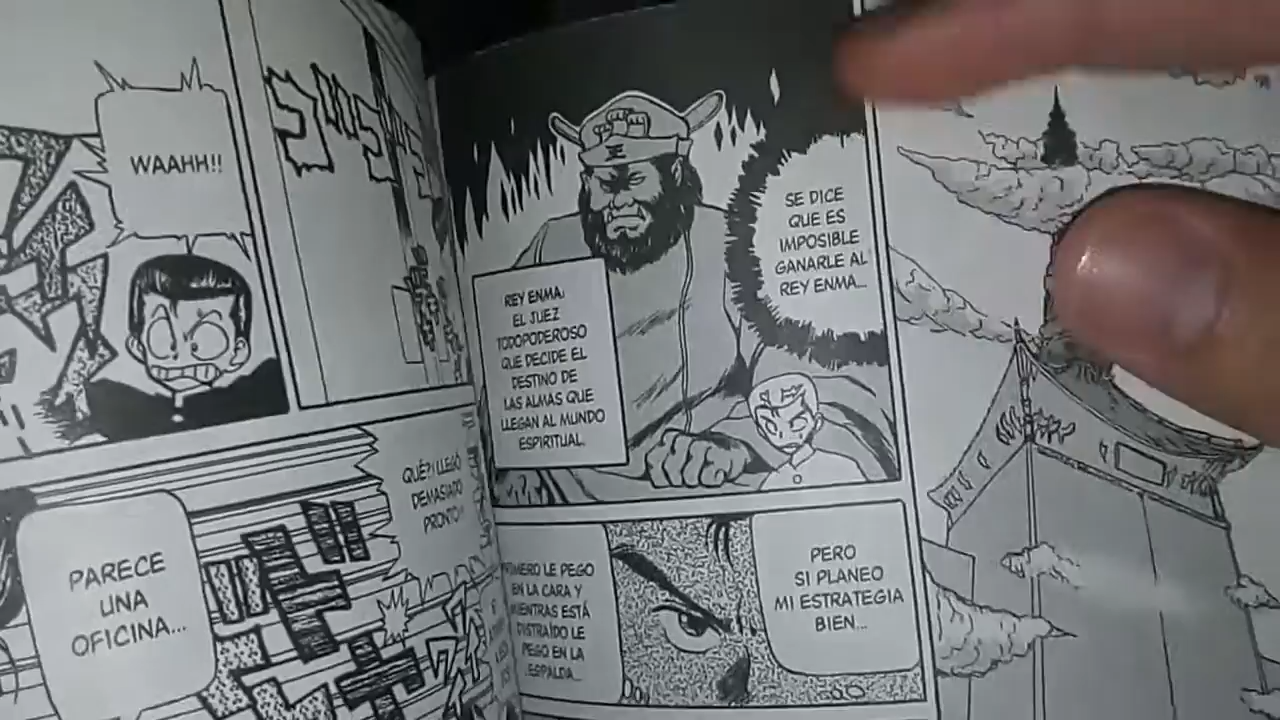 SE DICE
QUE ES
IMPOSIBLE
GANARLE AL
REY ENMA...
REY ENMA:
EL JUEZ
TODOPODEROSO
QUE DECIDE EL
DESTINO DE
LAS ALMAS QUE
LLEGAN AL MUNDO
ESPIRITUAL.
PERO
SI PLANEO
MI ESTRATEGIA
BIEN...
LE PEGO
EN LA CARA Y
MIENTRAS ESTÁ
DISTRAÍDO LE
PEGO EN LA
ESPALDA...
WAAHH!!
QUÉ?! LLEGÓ
DEMASIADO
PRONTO!!
PARECE
UNA
OFICINA...